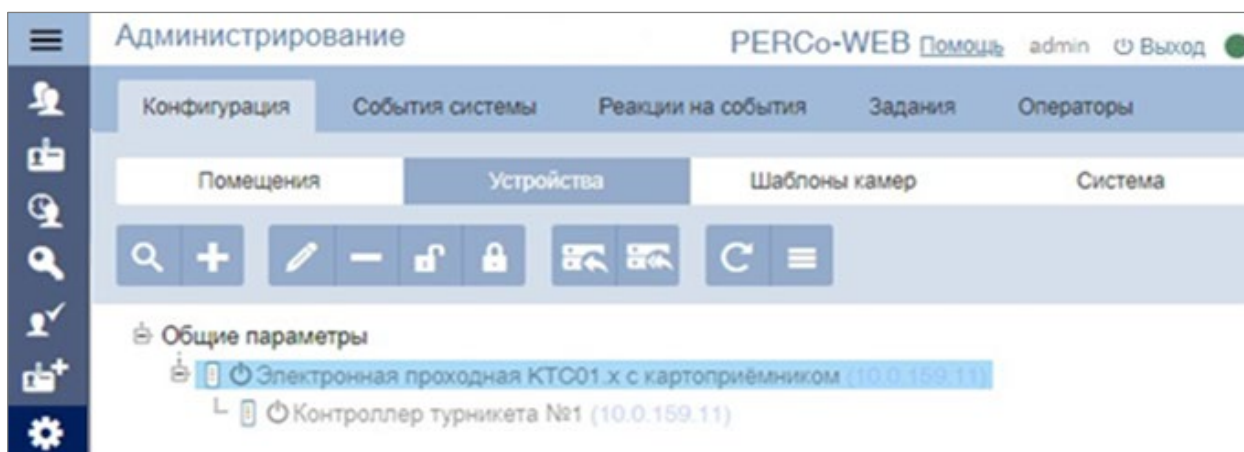 Администрирование PERCo-WEB Помощь admin Выход
Конфигурация События системы Реакции на события Задания Операторы
Помещения Устройства Шаблоны камер Система
Общие параметры
Электронная проходная КТС01.x с картоприёмником (10.0.159.11)
Контроллер турникета №1 (10.0.159.11)